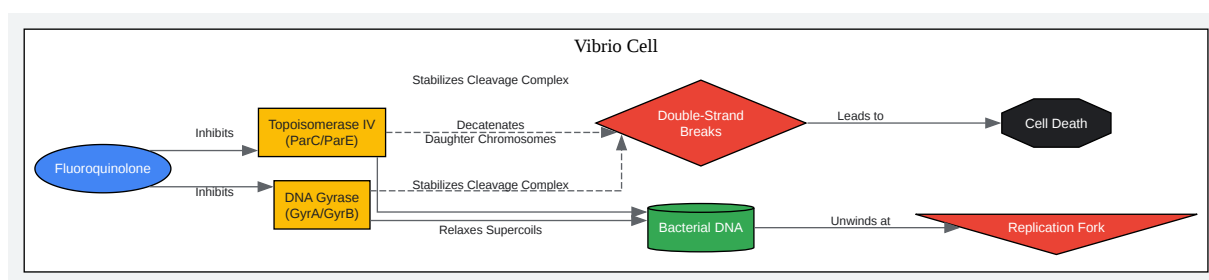 Vibrio Cell
Stabilizes Cleavage Complex
Topoisomerase IV
(ParC/ParE)
Inhibits
Decatenates
Daughter Chromosomes
Double-Strand
Breaks
Leads to
Cell Death
Fluoroquinolone
Inhibits
DNA Gyrase
(GyrA/GyrB)
Stabilizes Cleavage Complex
Relaxes Supercoils
Bacterial DNA
Unwinds at
Replication Fork